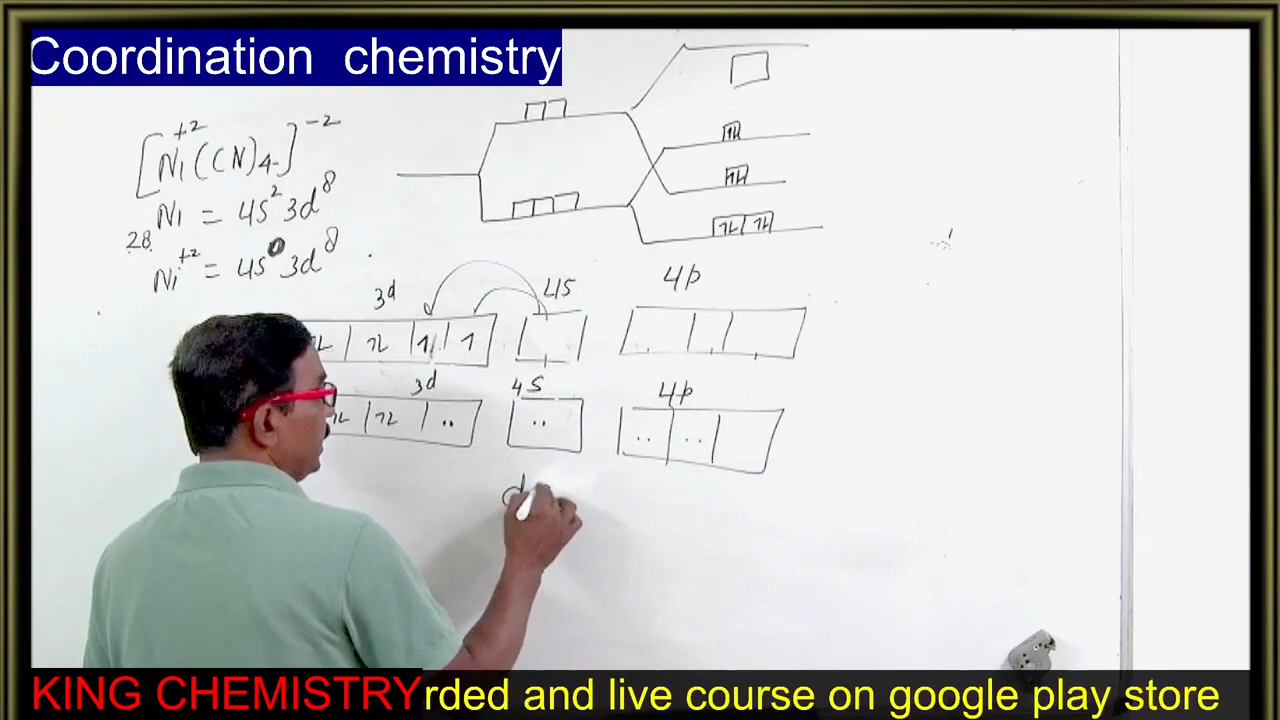 Coordination chemistry
[Ni⁺²(CN)₄]⁻²
Ni = 4S² 3d⁸
28
Ni⁺² = 4S⁰ 3d⁸
3d 4S 4p
3d 4S 4p
d
KING CHEMISTRY rded and live course on google play store